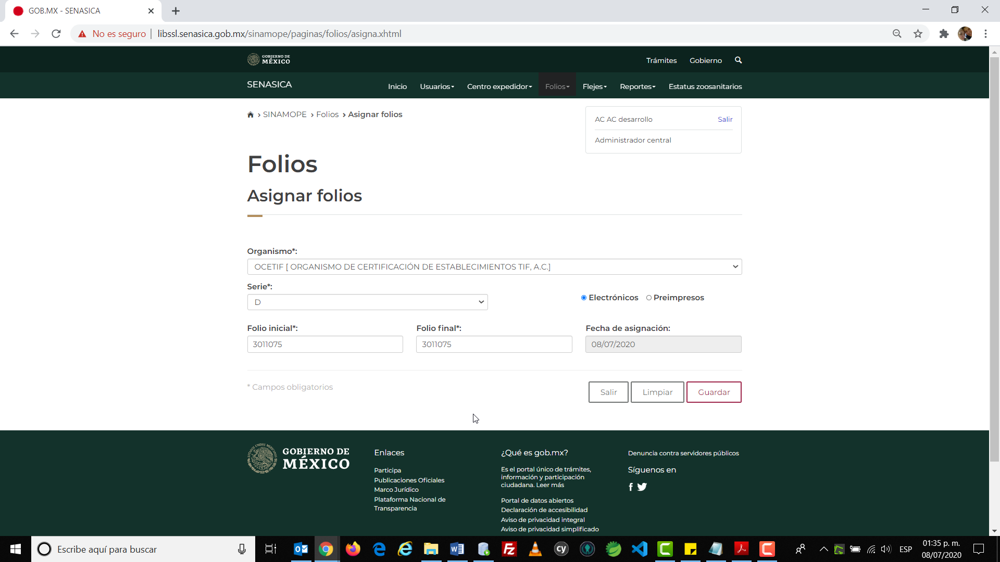 GOB.MX - SENASICA
No es seguro
libssl.senasica.gob.mx/sinamope/paginas/folios/asigna.xhtml
GOBIERNO DE
MÉXICO
Trámites
Gobierno
SENASICA
Inicio
Usuarios
Centro expedidor
Folios
Flejes
Reportes
Estatus zoosanitarios
SINAMOPE
Folios
Asignar folios
AC AC desarrollo
Salir
Administrador central
Folios
Asignar folios
Organismo*:
OCETIF [ ORGANISMO DE CERTIFICACIÓN DE ESTABLECIMIENTOS TIF, A.C.]
Serie*:
D
Electrónicos
Preimpresos
Folio inicial*:
3011075
Folio final*:
3011075
Fecha de asignación:
08/07/2020
* Campos obligatorios
Salir
Limpiar
Guardar
GOBIERNO DE
MÉXICO
Enlaces
Participa
Publicaciones Oficiales
Marco Jurídico
Plataforma Nacional de
Transparencia
¿Qué es gob.mx?
Es el portal único de trámites,
información y participación
ciudadana. Leer más
Portal de datos abiertos
Declaración de accesibilidad
Aviso de privacidad integral
Aviso de privacidad simplificado
Denuncia contra servidores públicos
Síguenos en
Escribe aquí para buscar
ESP
01:35 p. m.
08/07/2020